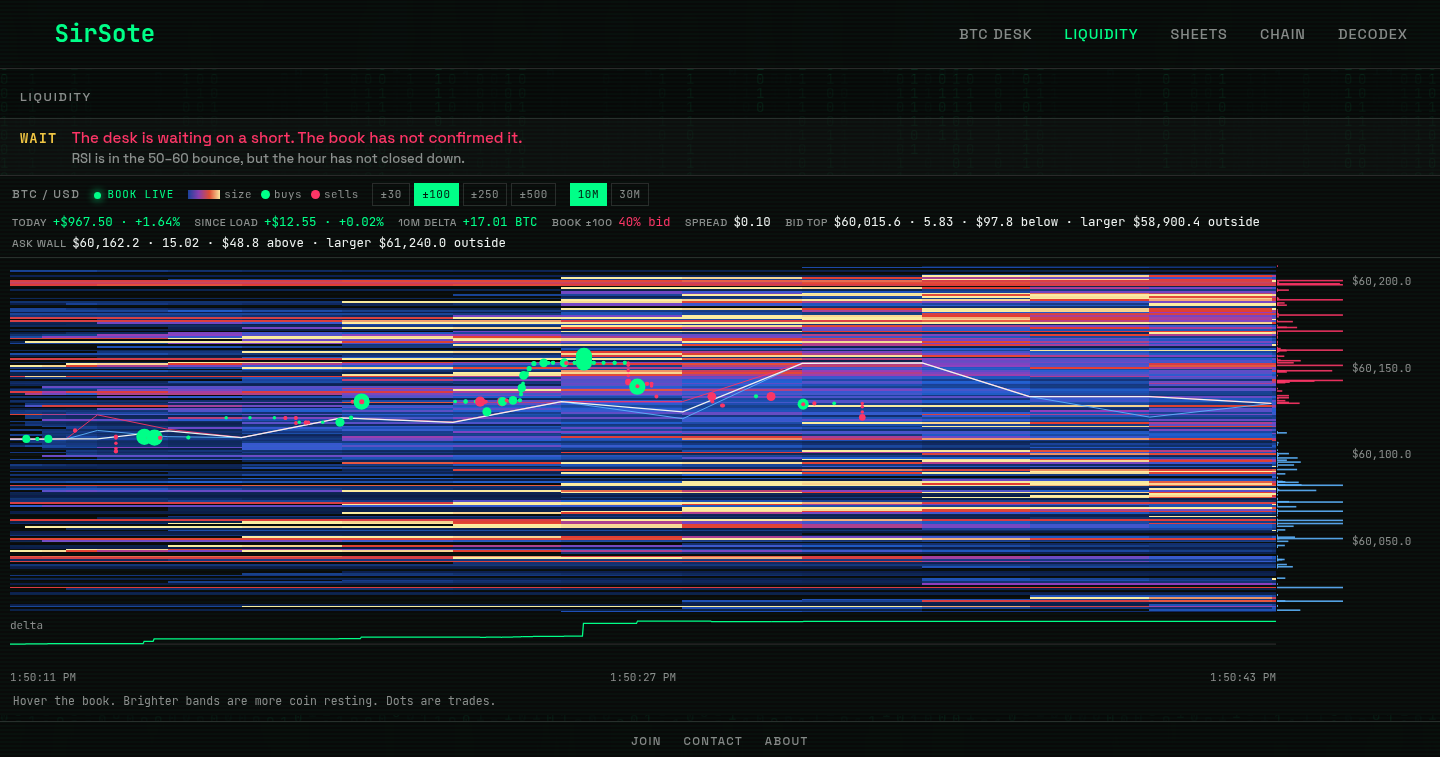 SirSote
BTC DESK LIQUIDITY SHEETS CHAIN DECODEX
LIQUIDITY
WAIT The desk is waiting on a short. The book has not confirmed it.
RSI is in the 50–60 bounce, but the hour has not closed down.
BTC / USD BOOK LIVE size buys sells ±30 ±100 ±250 ±500 10M 30M
TODAY +$967.50 · +1.64% SINCE LOAD +$12.55 · +0.02% 10M DELTA +17.01 BTC BOOK ±100 40% bid SPREAD $0.10 BID TOP $60,015.6 · 5.83 · $97.8 below · larger $58,900.4 outside
ASK WALL $60,162.2 · 15.02 · $48.8 above · larger $61,240.0 outside
$60,200.0
$60,150.0
$60,100.0
$60,050.0
delta
1:50:11 PM 1:50:27 PM 1:50:43 PM
Hover the book. Brighter bands are more coin resting. Dots are trades.
JOIN CONTACT ABOUT